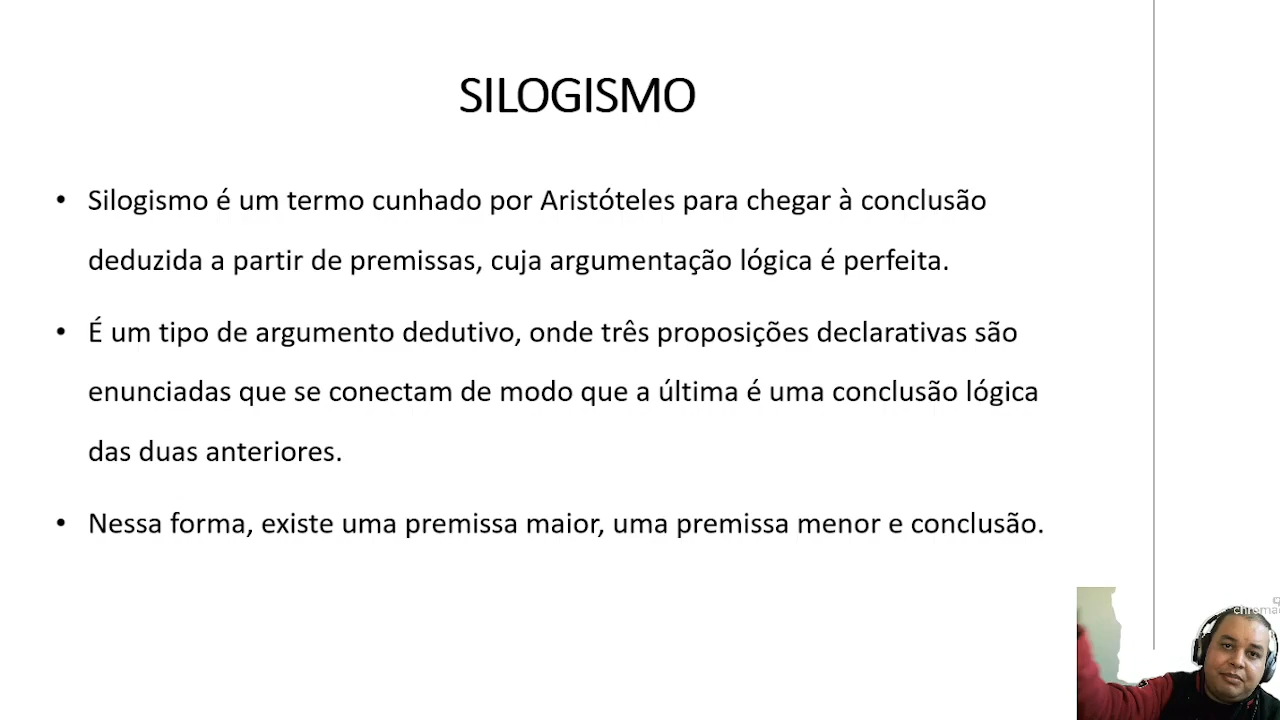 SILOGISMO
• Silogismo é um termo cunhado por Aristóteles para chegar à conclusão
deduzida a partir de premissas, cuja argumentação lógica é perfeita.
• É um tipo de argumento dedutivo, onde três proposições declarativas são
enunciadas que se conectam de modo que a última é uma conclusão lógica
das duas anteriores.
• Nessa forma, existe uma premissa maior, uma premissa menor e conclusão.